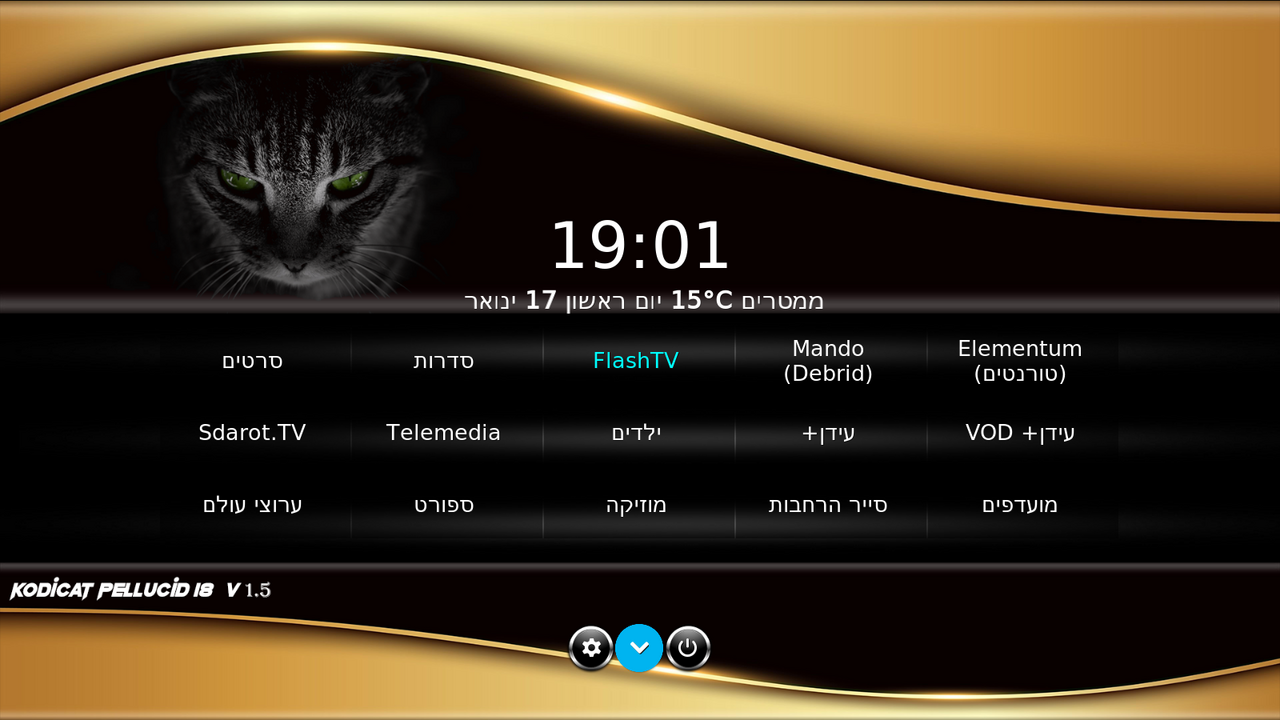 19:01
ממטרים 15°C יום ראשון 17 ינואר
סרטים
סדרות
FlashTV
Mando
(Debrid)
Elementum
(טורנטים)
Sdarot.TV
Telemedia
ילדים
עידן+
עידן+ VOD
ערוצי עולם
ספורט
מוזיקה
סייר הרחבות
מועדפים
KODICAT PELLUCID 18 V 1.5